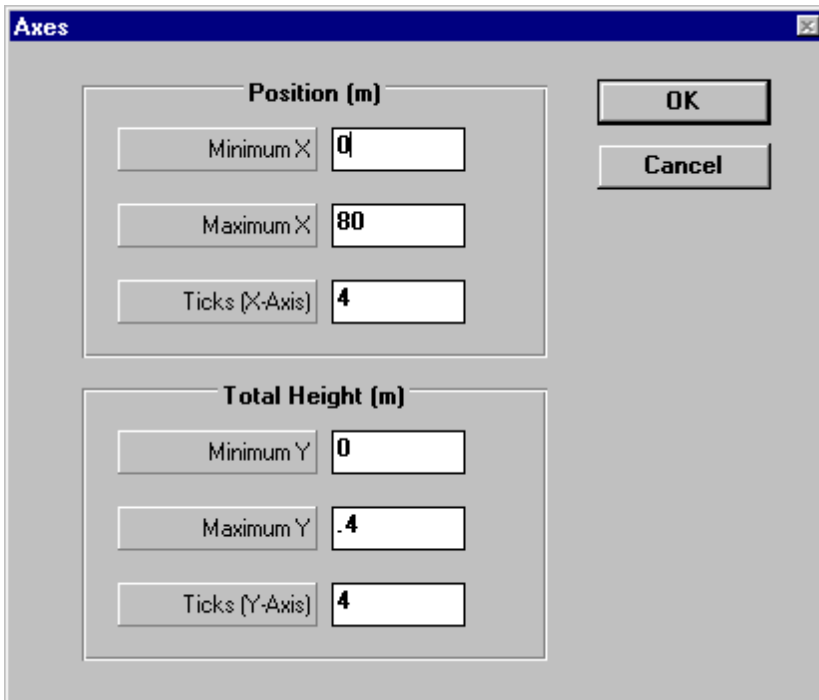 Axes
Position (m)
Minimum X 0
Maximum X 80
Ticks (X-Axis) 4
OK
Cancel
Total Height (m)
Minimum Y 0
Maximum Y .4
Ticks (Y-Axis) 4